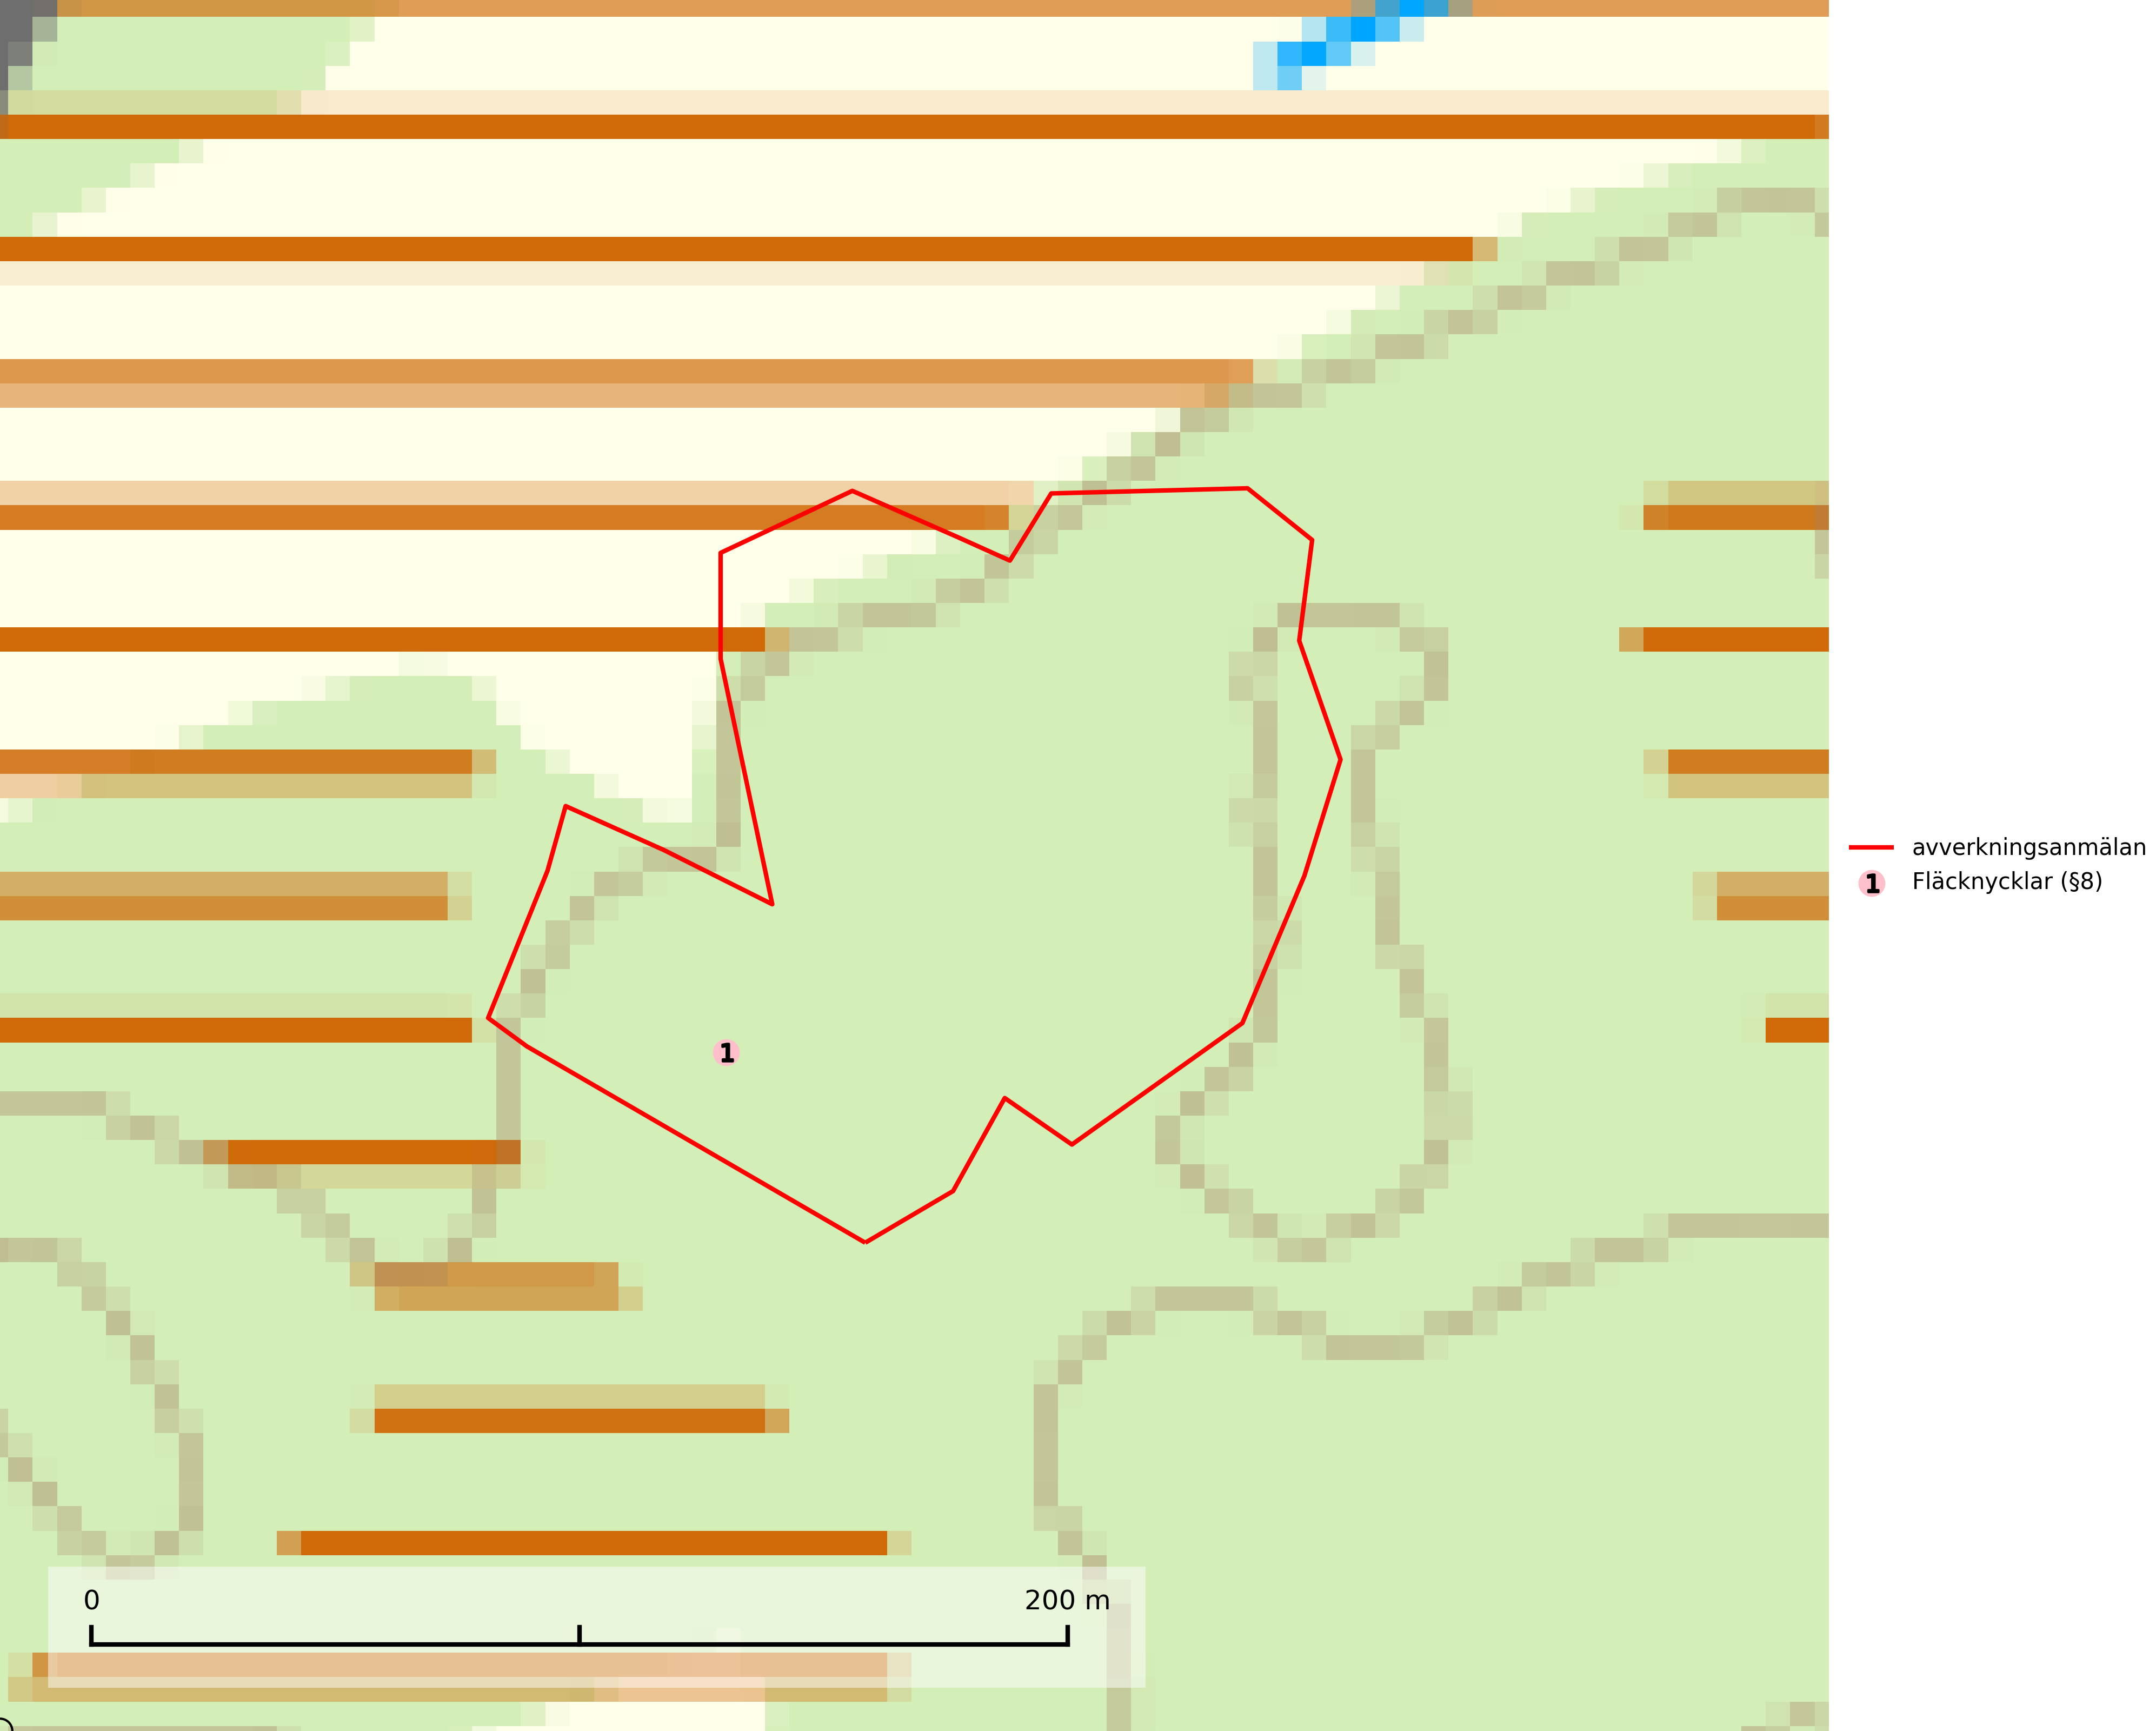 avverkningsanmälan
1 Fläcknycklar (§8)
1
0 200 m